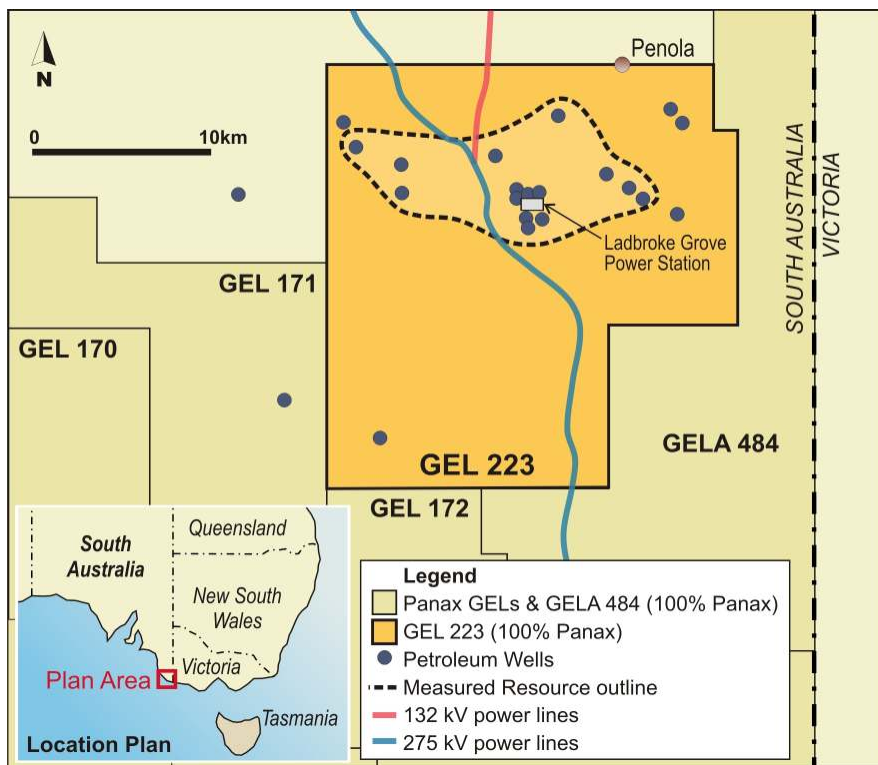 Penola
N
0 10km
SOUTH AUSTRALIA
VICTORIA
Ladbroke Grove
Power Station
GEL 171
GEL 170
GELA 484
GEL 223
GEL 172
Queensland
South
Australia
New South
Wales
Victoria
Plan Area
Tasmania
Location Plan
Legend
Panax GELs & GELA 484 (100% Panax)
GEL 223 (100% Panax)
Petroleum Wells
Measured Resource outline
132 kV power lines
275 kV power lines